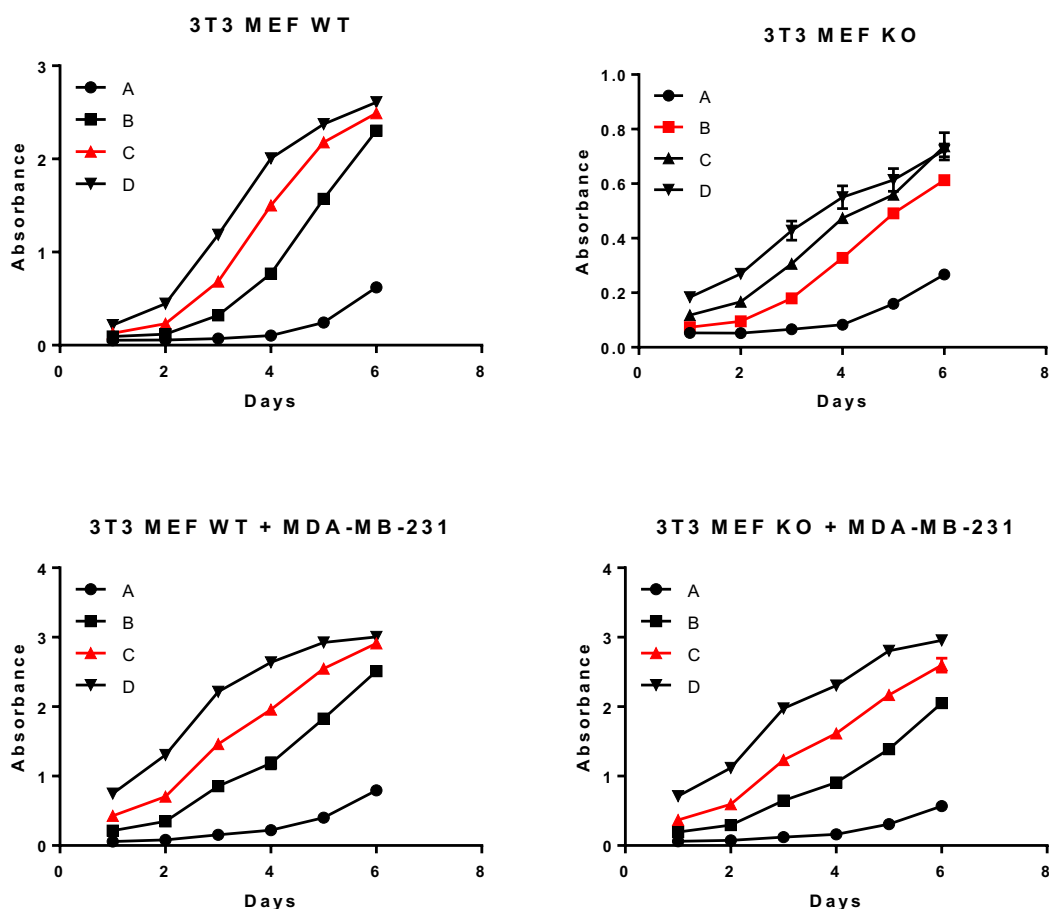 3T3 MEF WT
3
2
1
0
0 2 4 6 8
Absorbance
Days
A
B
C
D
3T3 MEF KO
1.0
0.8
0.6
0.4
0.2
0.0
0 2 4 6 8
Absorbance
Days
A
B
C
D
3T3 MEF WT + MDA-MB-231
4
3
2
1
0
0 2 4 6 8
Absorbance
Days
A
B
C
D
3T3 MEF KO + MDA-MB-231
4
3
2
1
0
0 2 4 6 8
Absorbance
Days
A
B
C
D